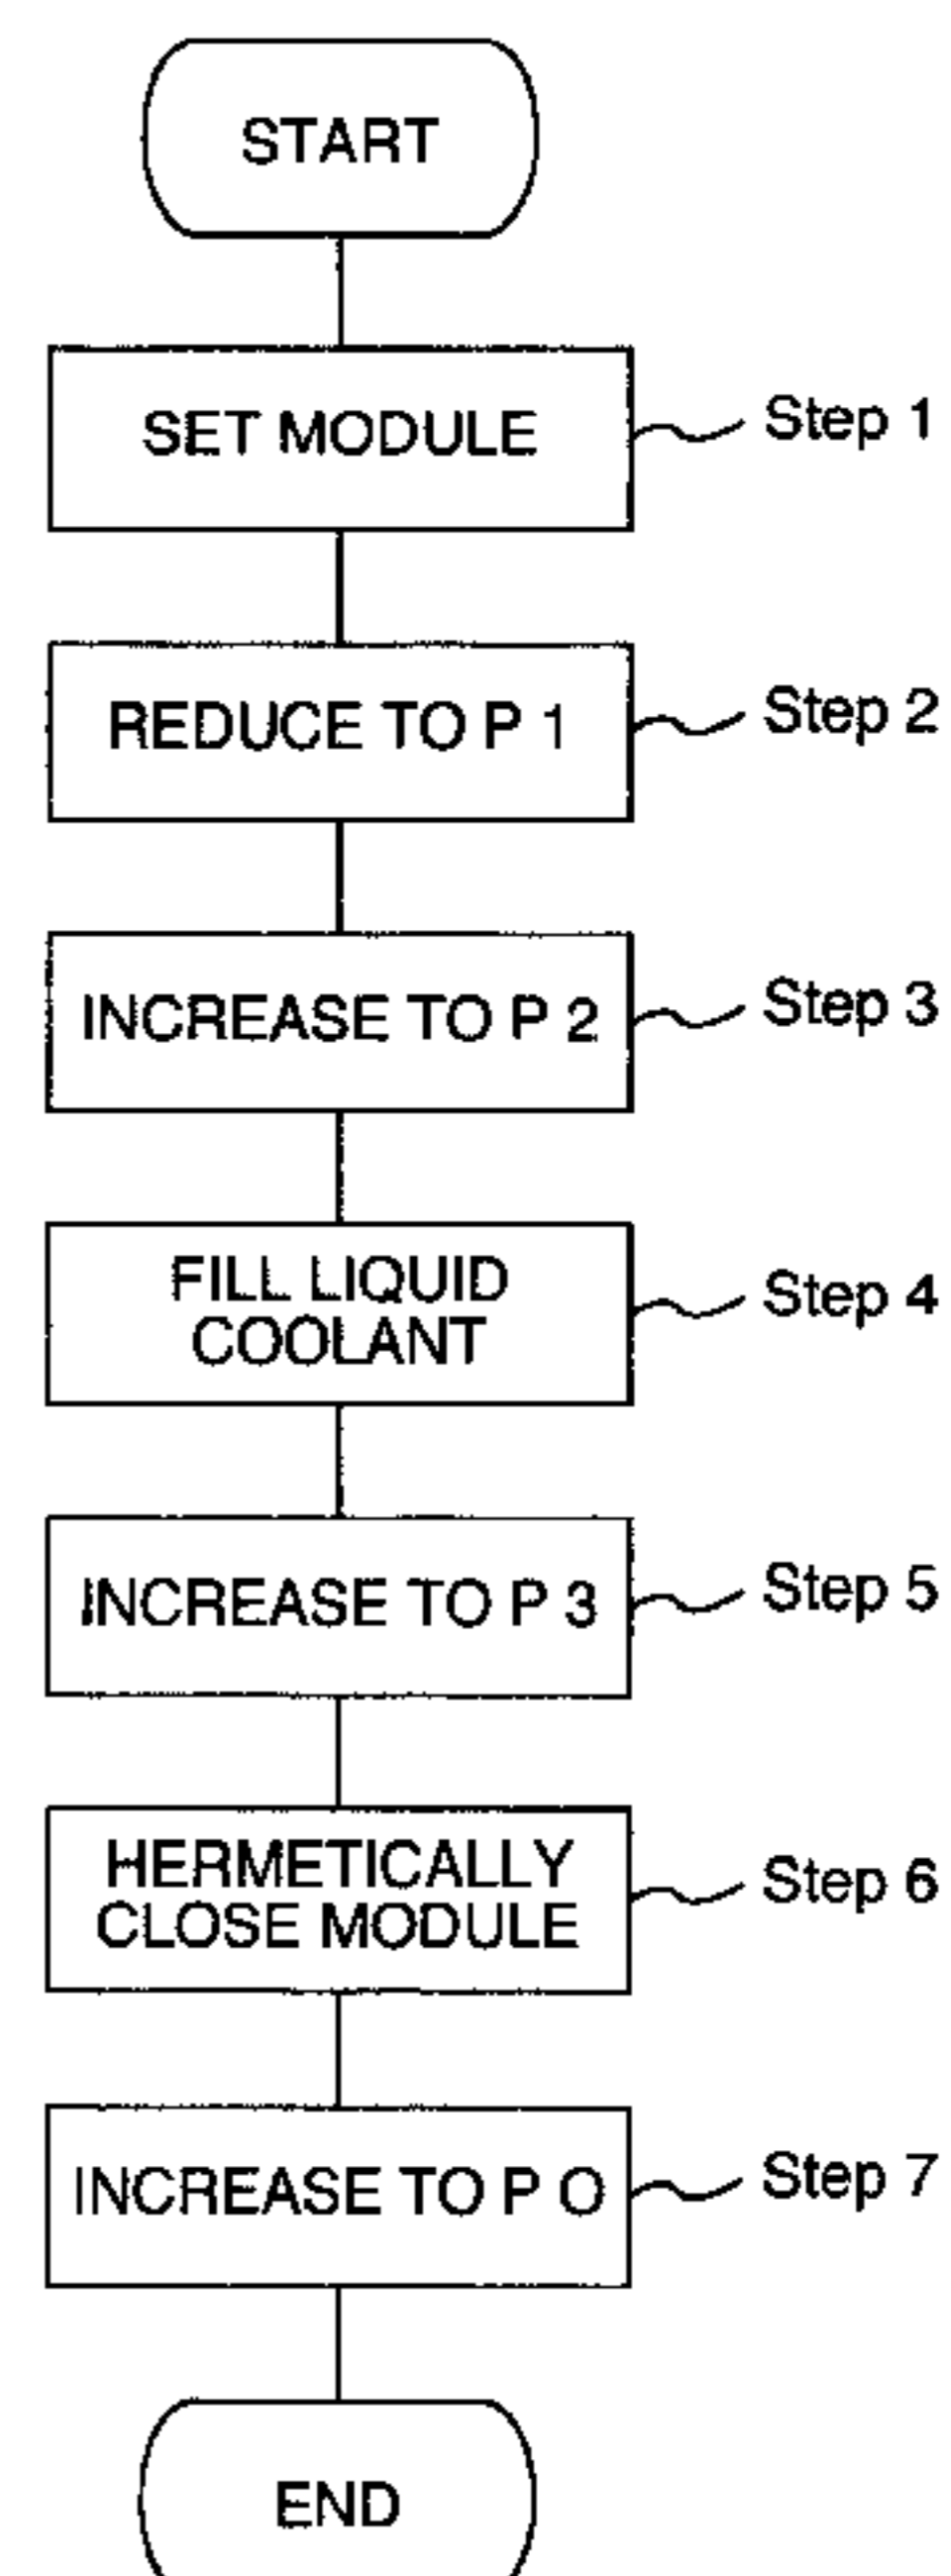 START
SET MODULE
Step 1
REDUCE TO P 1
Step 2
INCREASE TO P 2
Step 3
FILL LIQUID
COOLANT
Step 4
INCREASE TO P 3
Step 5
HERMETICALLY
CLOSE MODULE
Step 6
INCREASE TO P O
Step 7
END